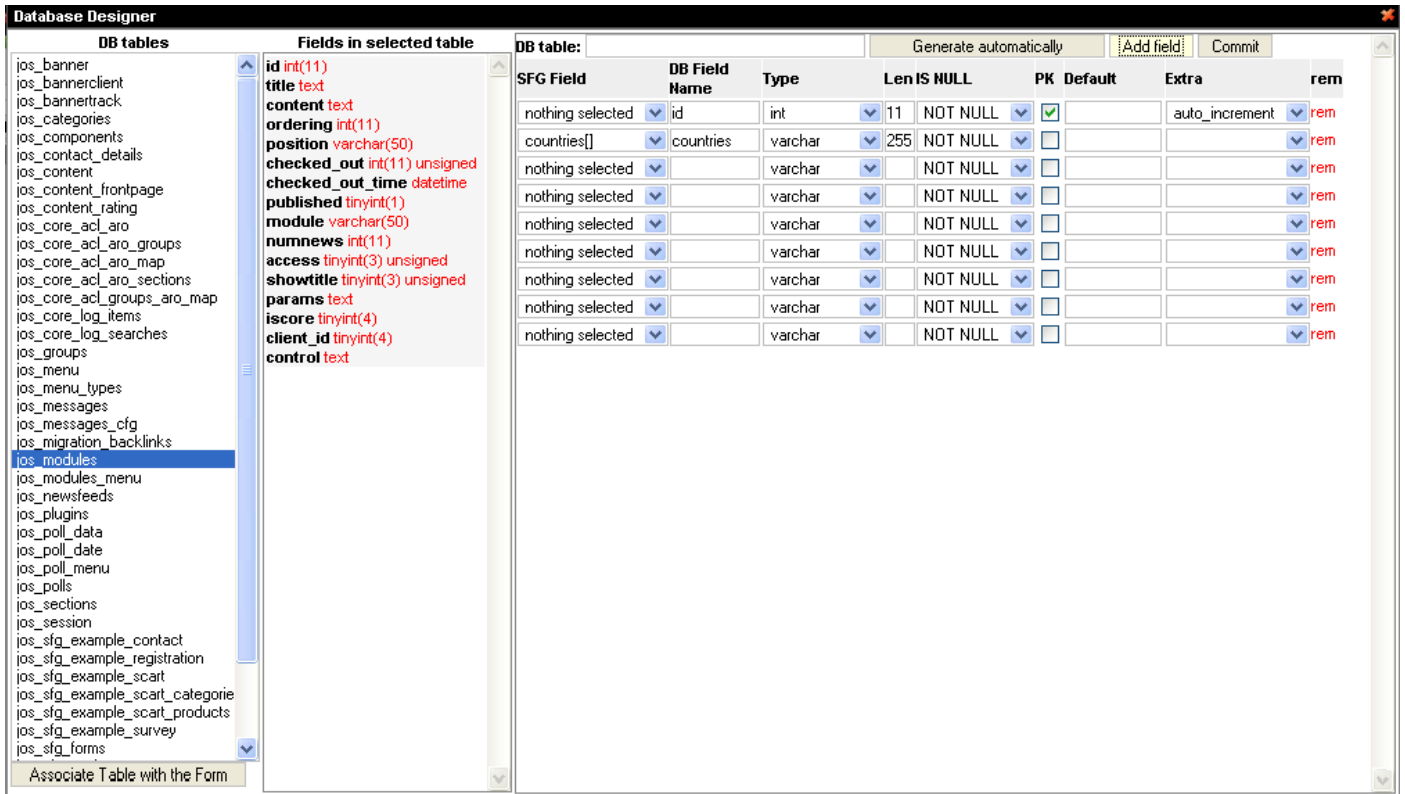 Database Designer
DB tables
jos_banner
jos_bannerclient
jos_bannertrack
jos_categories
jos_components
jos_contact_details
jos_content
jos_content_frontpage
jos_content_rating
jos_core_acl_aro
jos_core_acl_aro_groups
jos_core_acl_aro_map
jos_core_acl_aro_sections
jos_core_acl_groups_aro_map
jos_core_log_items
jos_core_log_searches
jos_groups
jos_menu
jos_menu_types
jos_messages
jos_messages_cfg
jos_migration_backlinks
jos_modules
jos_modules_menu
jos_newsfeeds
jos_plugins
jos_poll_data
jos_poll_date
jos_poll_menu
jos_polls
jos_sections
jos_session
jos_sfg_example_contact
jos_sfg_example_registration
jos_sfg_example_scart
jos_sfg_example_scart_categorie
jos_sfg_example_scart_products
jos_sfg_example_survey
jos_sfg_forms
Associate Table with the Form
Fields in selected table
id int(11)
title text
content text
ordering int(11)
position varchar(50)
checked_out int(11) unsigned
checked_out_time datetime
published tinyint(1)
module varchar(50)
numnews int(11)
access tinyint(3) unsigned
showtitle tinyint(3) unsigned
params text
iscore tinyint(4)
client_id tinyint(4)
control text
DB table: Generate automatically Add field Commit
SFG Field DB Field Name Type Len IS NULL PK Default Extra rem
nothing selected id int 11 NOT NULL auto_increment rem
countries[] countries varchar 255 NOT NULL rem
nothing selected varchar NOT NULL rem
nothing selected varchar NOT NULL rem
nothing selected varchar NOT NULL rem
nothing selected varchar NOT NULL rem
nothing selected varchar NOT NULL rem
nothing selected varchar NOT NULL rem
nothing selected varchar NOT NULL rem